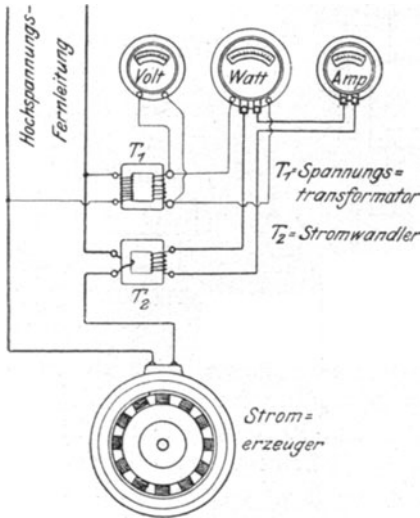 Hochspannungs-
Fernleitung
Volt
Watt
Amp
T₁
T₁=Spannungs=
transformator
T₂=Stromwandler
T₂
Strom=
erzeuger